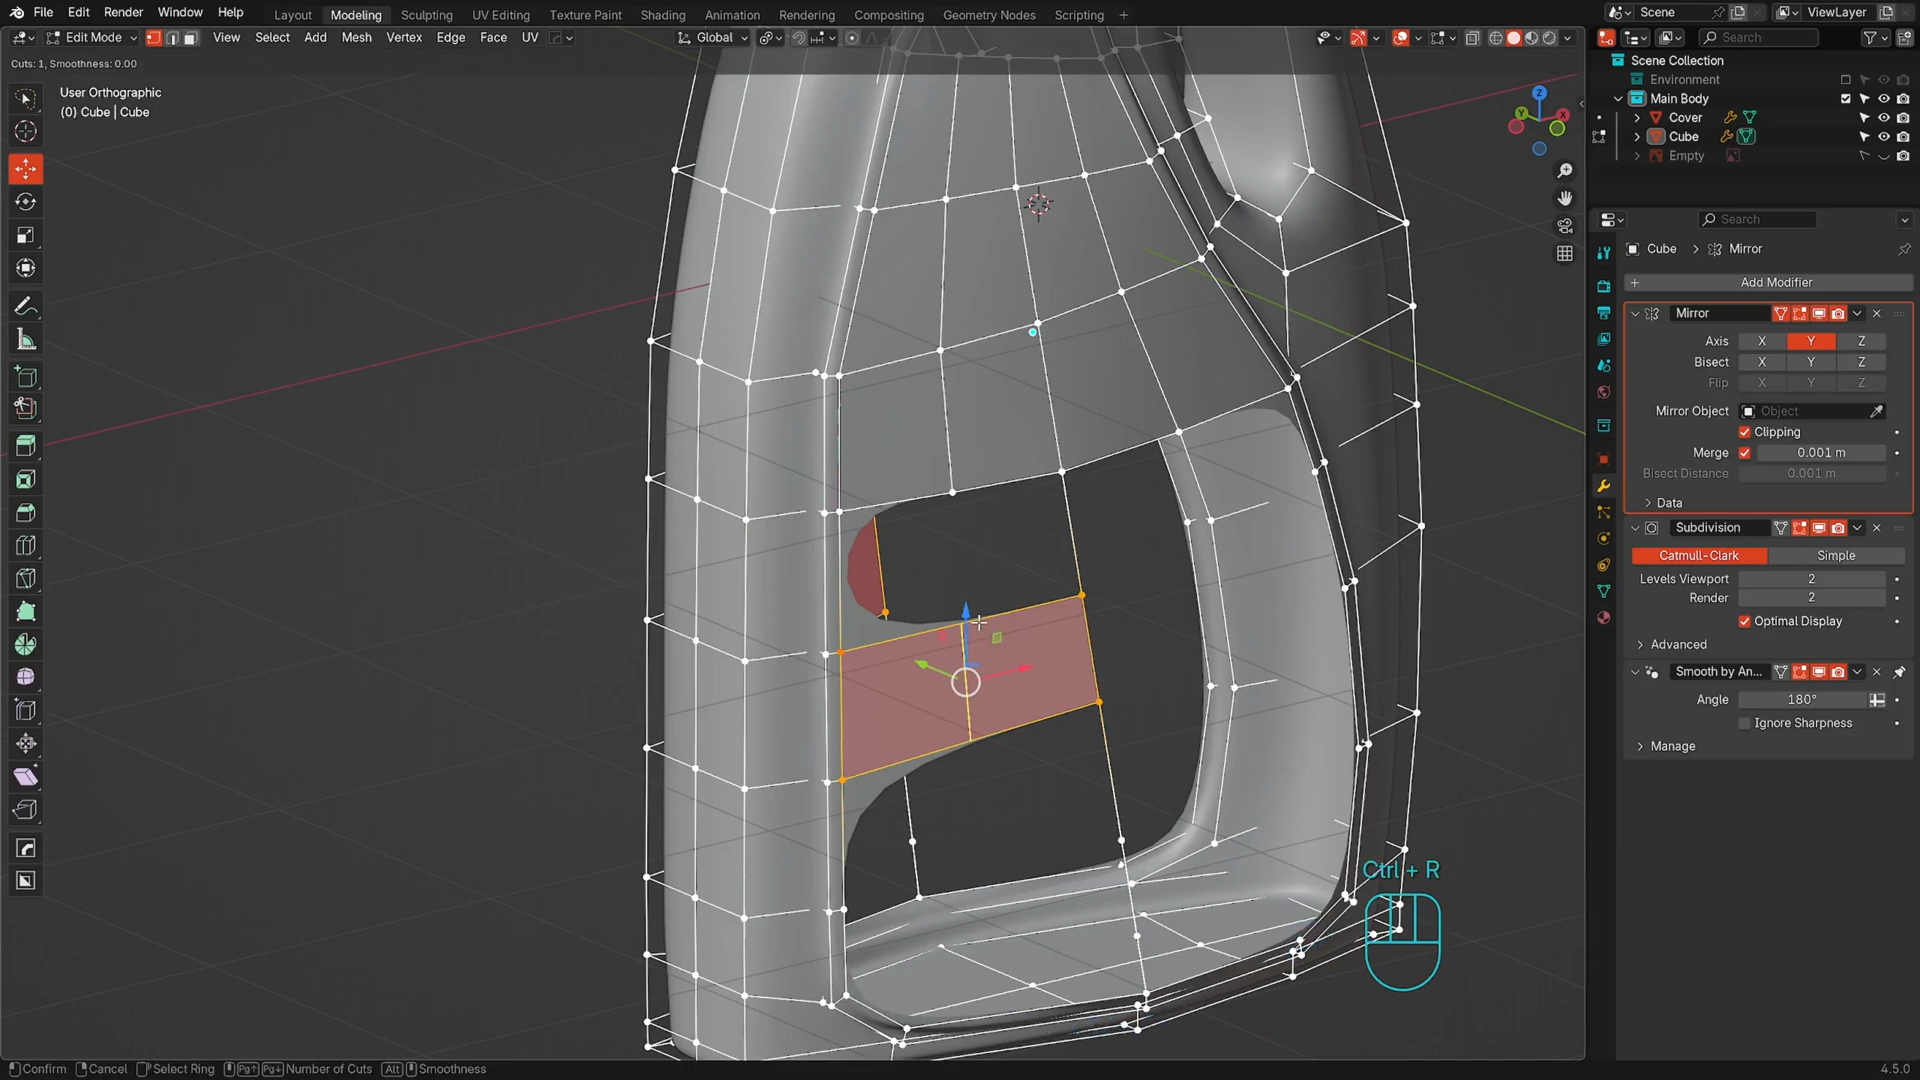 File Edit Render Window Help Layout Modeling Sculpting UV Editing Texture Paint Shading Animation Rendering Compositing Geometry Nodes Scripting + Scene ViewLayer
Edit Mode View Select Add Mesh Vertex Edge Face UV Global Search
Cuts: 1, Smoothness: 0.00
Scene Collection
Environment
User Orthographic
(0) Cube | Cube
Main Body
Cover
Cube
Empty
Z
Y
X
Search
Cube > Mirror
+ Add Modifier
Mirror
Axis X Y Z
Bisect X Y Z
Flip X Y Z
Mirror Object Object
Clipping
Merge 0.001 m
Bisect Distance 0.001 m
Data
Subdivision
Catmull-Clark Simple
Levels Viewport 2
Render 2
Optimal Display
Advanced
Smooth by An...
Angle 180°
Ignore Sharpness
Manage
Ctrl + R
Confirm Cancel Select Ring PgUp PgDn Number of Cuts Alt Smoothness 4.5.0